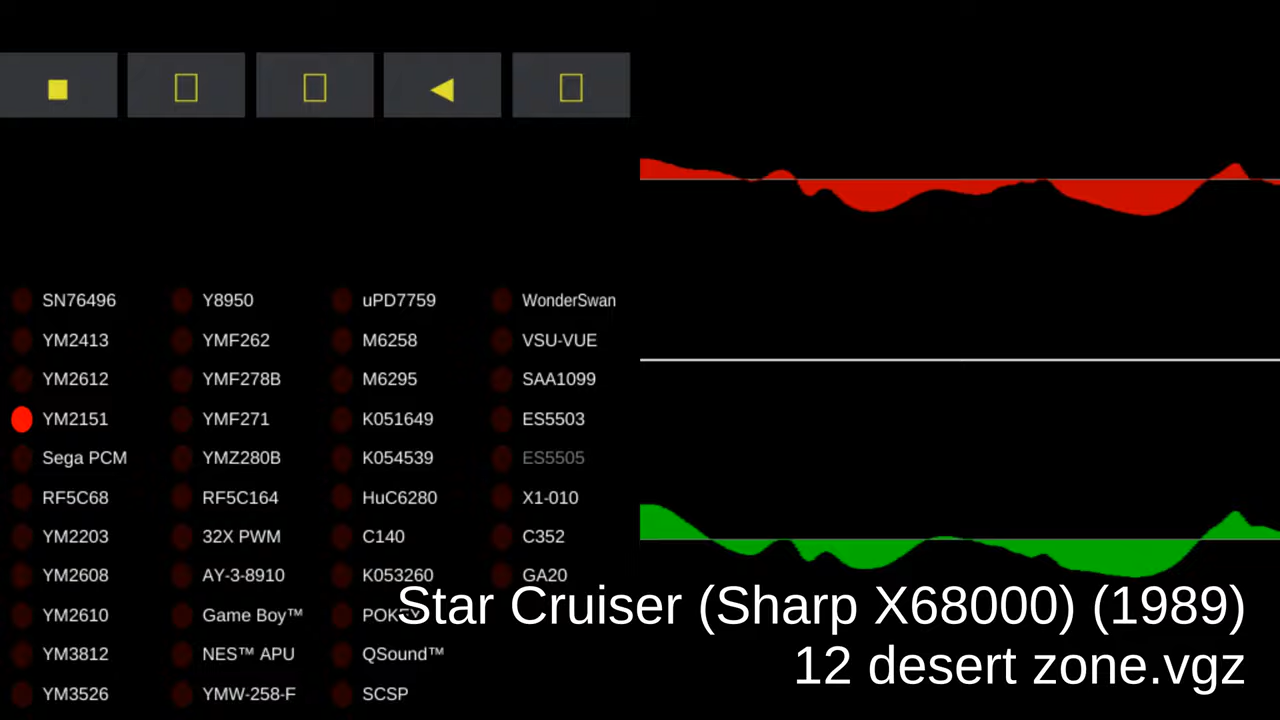 SN76496 Y8950 uPD7759 WonderSwan
YM2413 YMF262 M6258 VSU-VUE
YM2612 YMF278B M6295 SAA1099
YM2151 YMF271 K051649 ES5503
Sega PCM YMZ280B K054539 ES5505
RF5C68 RF5C164 HuC6280 X1-010
YM2203 32X PWM C140 C352
YM2608 AY-3-8910 K053260 GA20
YM2610 Game Boy™ POKEY
YM3812 NES™ APU QSound™
YM3526 YMW-258-F SCSP
Star Cruiser (Sharp X68000) (1989)
12 desert zone.vgz